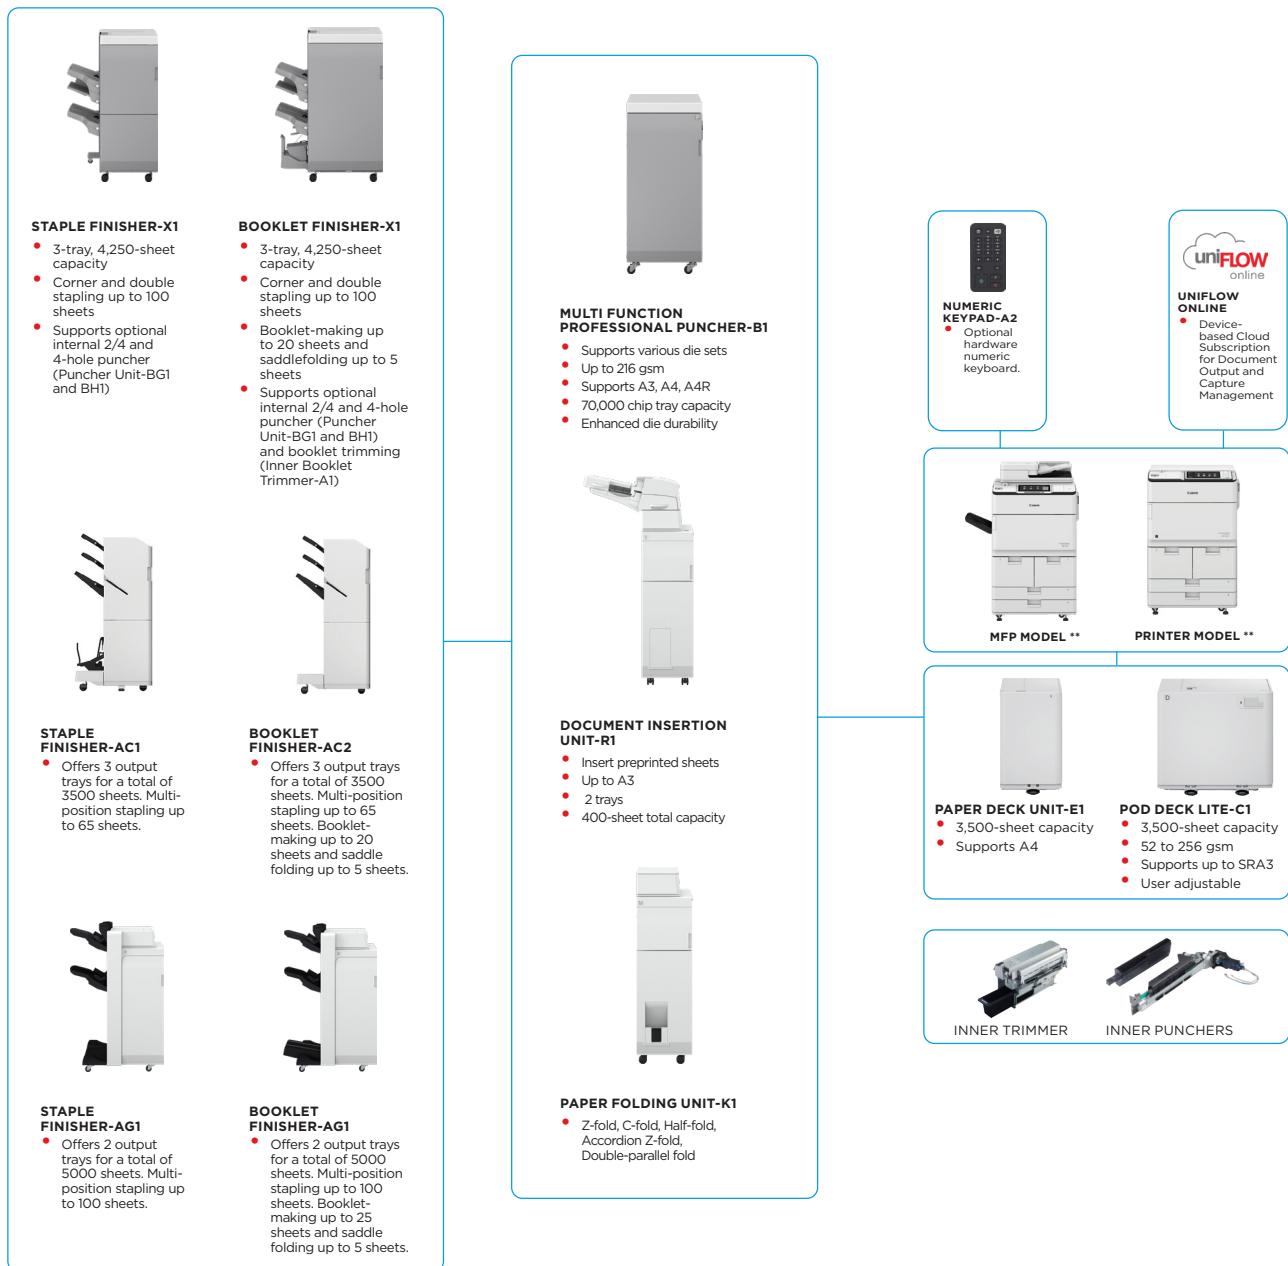 STAPLE FINISHER-X1
3-tray, 4,250-sheet
capacity
Corner and double
stapling up to 100
sheets
Supports optional
internal 2/4 and
4-hole puncher
(Puncher Unit-BG1
and BH1)
BOOKLET FINISHER-X1
3-tray, 4,250-sheet
capacity
Corner and double
stapling up to 100
sheets
Booklet-making up
to 20 sheets and
saddlefolding up to 5
sheets
Supports optional
internal 2/4 and 4-hole
puncher (Puncher
Unit-BG1 and BH1)
and booklet trimming
(Inner Booklet
Trimmer-A1)
STAPLE
FINISHER-AC1
Offers 3 output
trays for a total of
3500 sheets. Multi-
position stapling up
to 65 sheets.
BOOKLET
FINISHER-AC2
Offers 3 output trays
for a total of 3500
sheets. Multi-position
stapling up to 65
sheets. Booklet-
making up to 20
sheets and saddle
folding up to 5 sheets.
STAPLE
FINISHER-AG1
Offers 2 output
trays for a total of
5000 sheets. Multi-
position stapling up
to 100 sheets.
BOOKLET
FINISHER-AG1
Offers 2 output trays
for a total of 5000
sheets. Multi-position
stapling up to 100
sheets. Booklet-
making up to 25
sheets and saddle
folding up to 5 sheets.
MULTI FUNCTION
PROFESSIONAL PUNCHER-B1
Supports various die sets
Up to 216 gsm
Supports A3, A4, A4R
70,000 chip tray capacity
Enhanced die durability
DOCUMENT INSERTION
UNIT-R1
Insert preprinted sheets
Up to A3
2 trays
400-sheet total capacity
PAPER FOLDING UNIT-K1
Z-fold, C-fold, Half-fold,
Accordion Z-fold,
Double-parallel fold
NUMERIC
KEYPAD-A2
Optional
hardware
numeric
keyboard.
uniFLOW
online
UNIFLOW
ONLINE
Device-
based Cloud
Subscription
for Document
Output and
Capture
Management
Canon
Canon
MFP MODEL **
PRINTER MODEL **
D
PAPER DECK UNIT-E1
3,500-sheet capacity
Supports A4
POD DECK LITE-C1
3,500-sheet capacity
52 to 256 gsm
Supports up to SRA3
User adjustable
INNER TRIMMER
INNER PUNCHERS